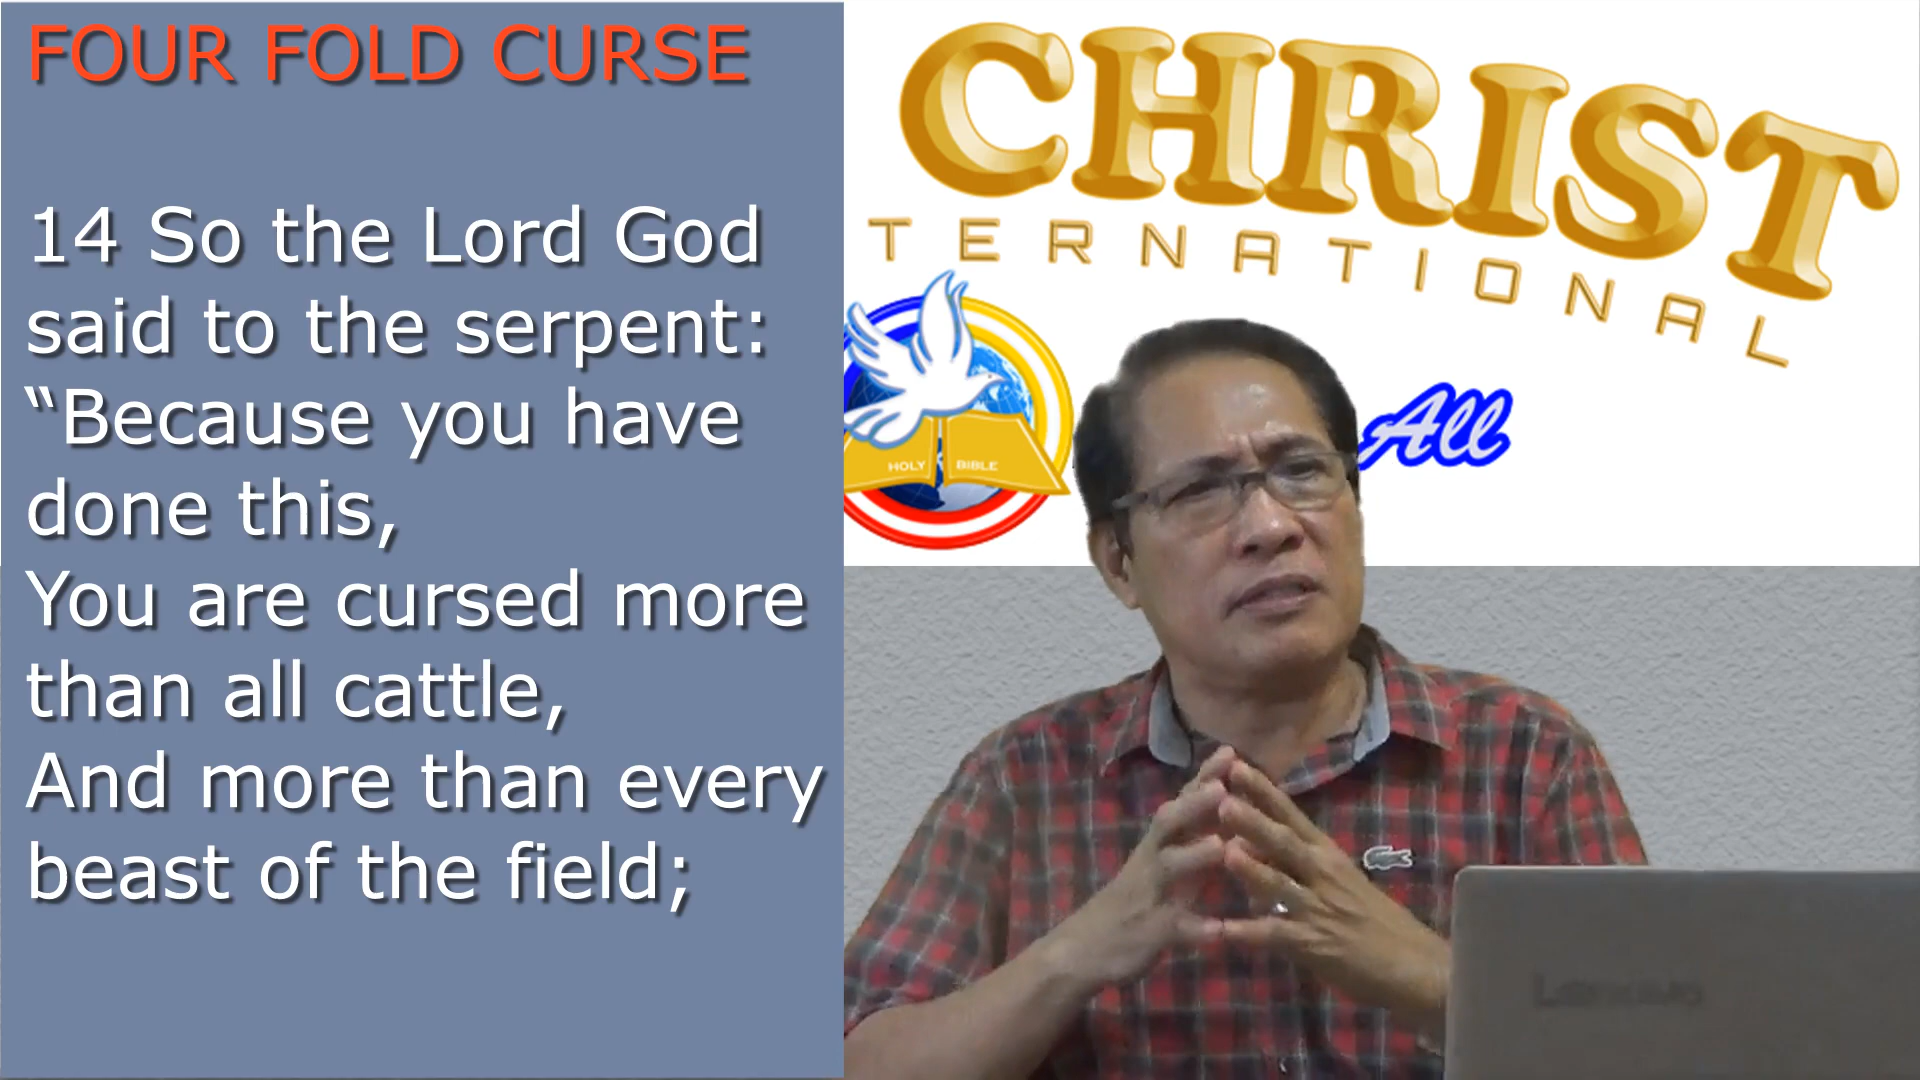 FOUR FOLD CURSE
14 So the Lord God
said to the serpent:
“Because you have
done this,
You are cursed more
than all cattle,
And more than every
beast of the field;
CHRIST
TERNATIONAL
HOLY BIBLE
All
Lenovo